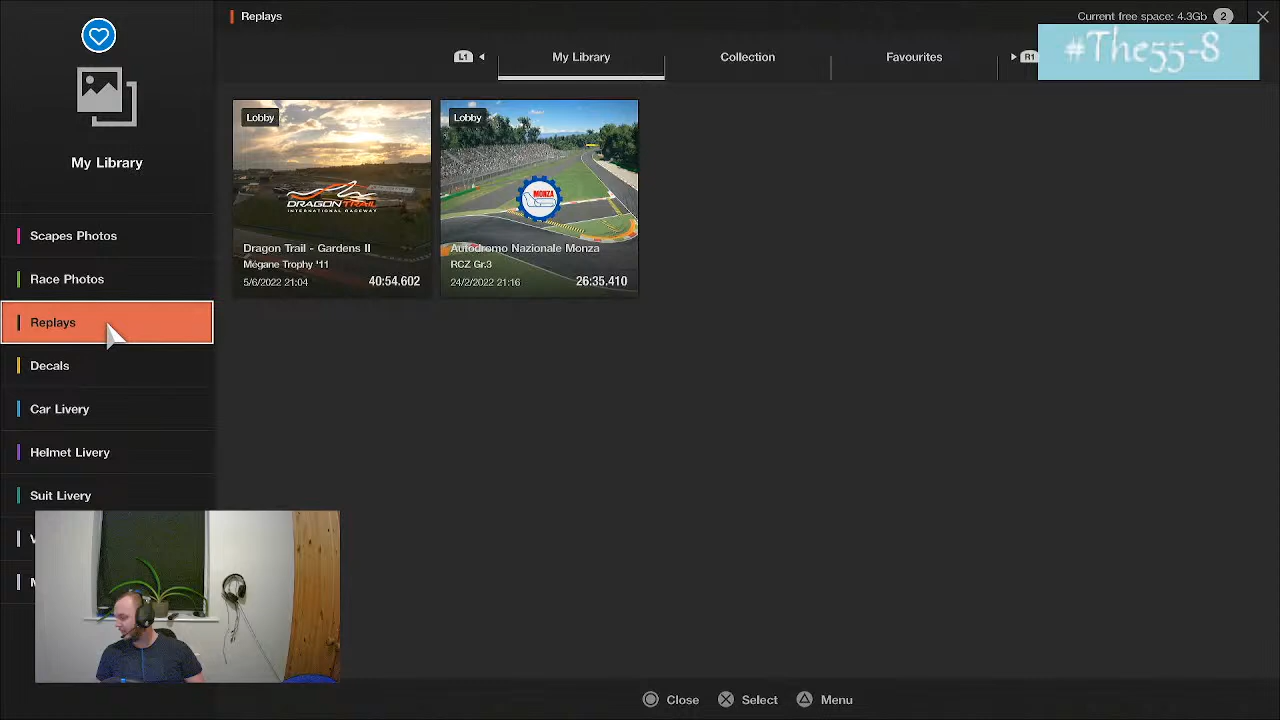 Replays
Current free space: 4.3Gb 2
#The55-8
L1 My Library Collection Favourites R1
My Library
Lobby
DRAGON TRAIL
INTERNATIONAL RACEWAY
Dragon Trail - Gardens II
Mégane Trophy '11
5/6/2022 21:04 40:54.602
Lobby
MONZA
Autodromo Nazionale Monza
RCZ Gr.3
24/2/2022 21:16 26:35.410
Scapes Photos
Race Photos
Replays
Decals
Car Livery
Helmet Livery
Suit Livery
Close Select Menu